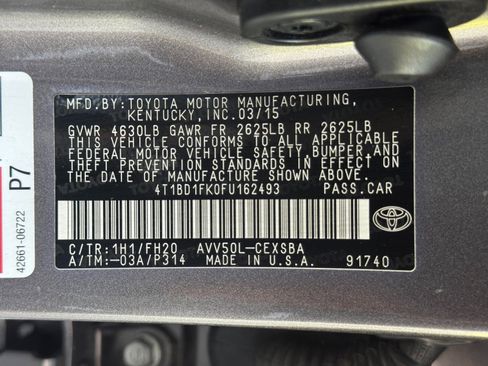 MFD.BY:TOYOTA MOTOR MANUFACTURING,
KENTUCKY,INC.03/15
GVWR 4630LB GAWR FR 2625LB RR 2625LB
THIS VEHICLE CONFORMS TO ALL APPLICABLE
FEDERAL MOTOR VEHICLE SAFETY,BUMPER,AND
THEFT PREVENTION STANDARDS IN EFFECT ON
THE DATE OF MANUFACTURE SHOWN ABOVE.
4T1BD1FK0FU162493 PASS.CAR
C/TR:1H1/FH20 AVV50L-CEXSBA
A/TM:-03A/P314 MADE IN U.S.A. 91740
TOYOTA
P7
42661-06722